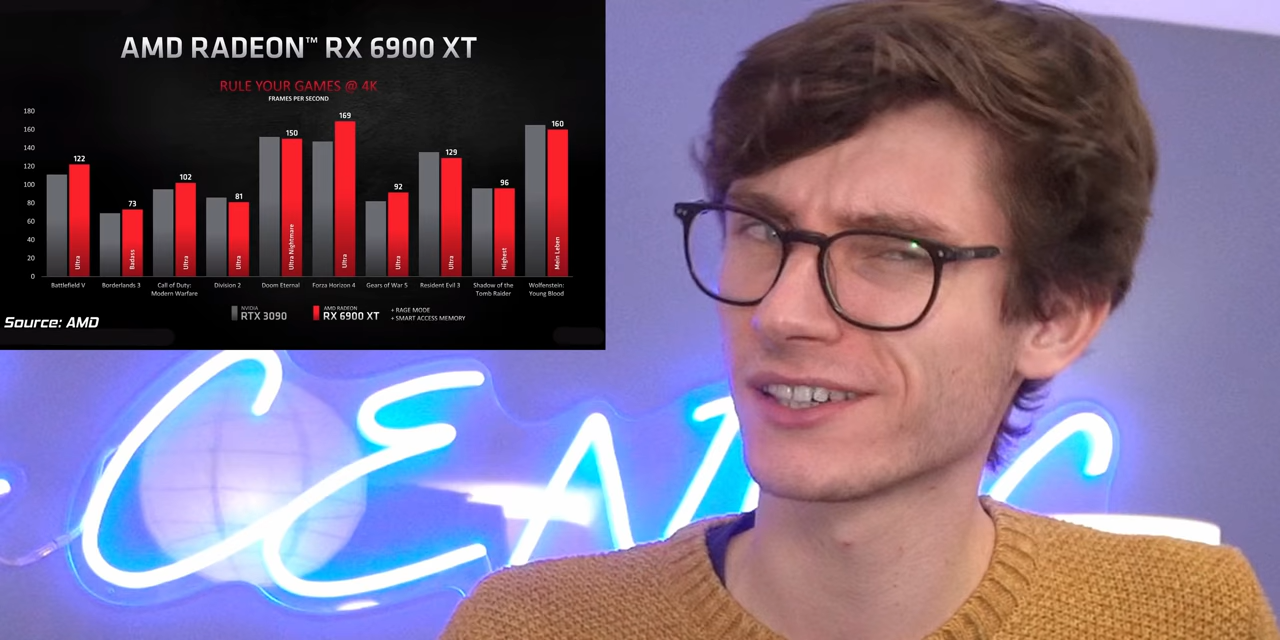 AMD RADEON™ RX 6900 XT
RULE YOUR GAMES @ 4K
FRAMES PER SECOND
180
160
140
120
100
80
60
40
20
0
122
73
102
81
150
169
92
129
96
160
Ultra
Badass
Ultra
Ultra
Ultra Nightmare
Ultra
Ultra
Ultra
Highest
Mein Leben
Battlefield V
Borderlands 3
Call of Duty:
Modern Warfare
Division 2
Doom Eternal
Forza Horizon 4
Gears of War 5
Resident Evil 3
Shadow of the
Tomb Raider
Wolfenstein:
Young Blood
NVIDIA
RTX 3090
AMD RADEON
RX 6900 XT
+ RAGE MODE
+ SMART ACCESS MEMORY
Source: AMD